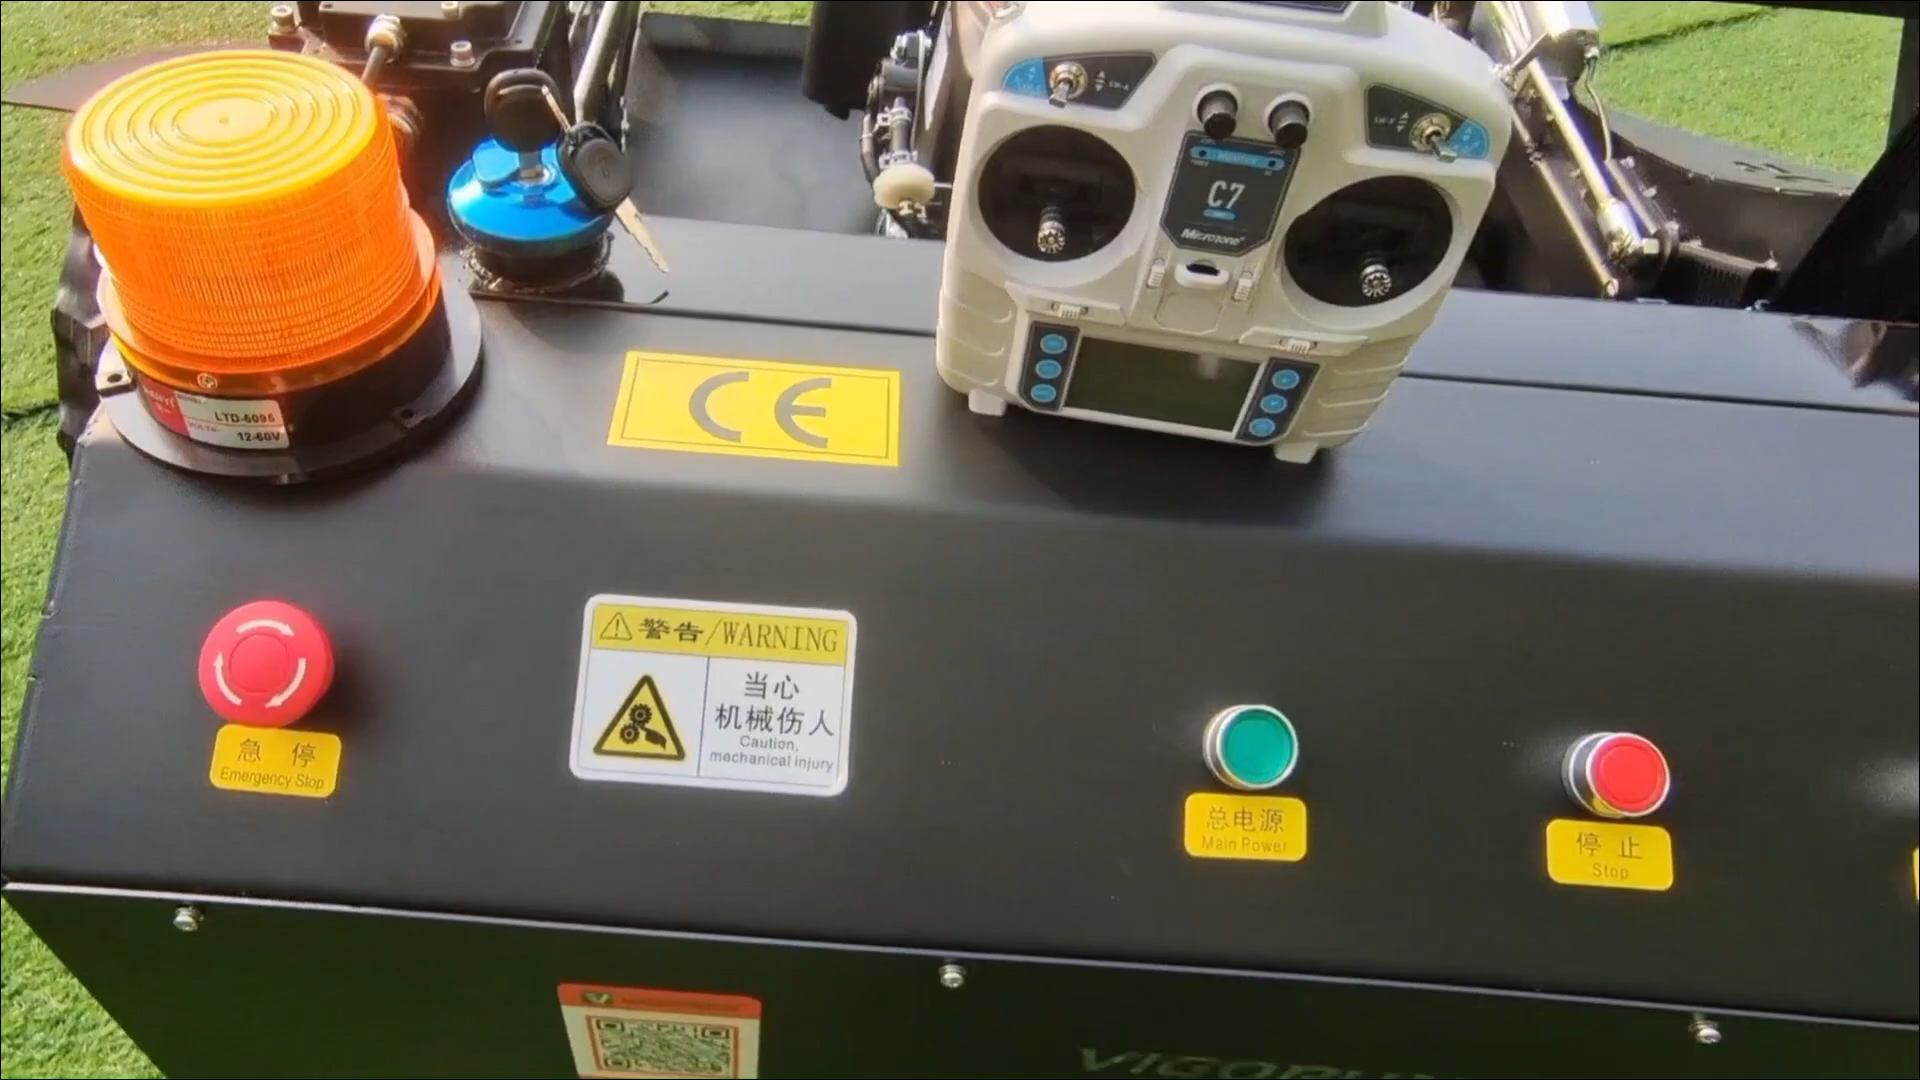 C7
Microzone
LTD-5095
12-60V
CE
警告/WARNING
当心
机械伤人
Caution,
mechanical injury
急 停
Emergency Stop
总电源
Main Power
停 止
Stop